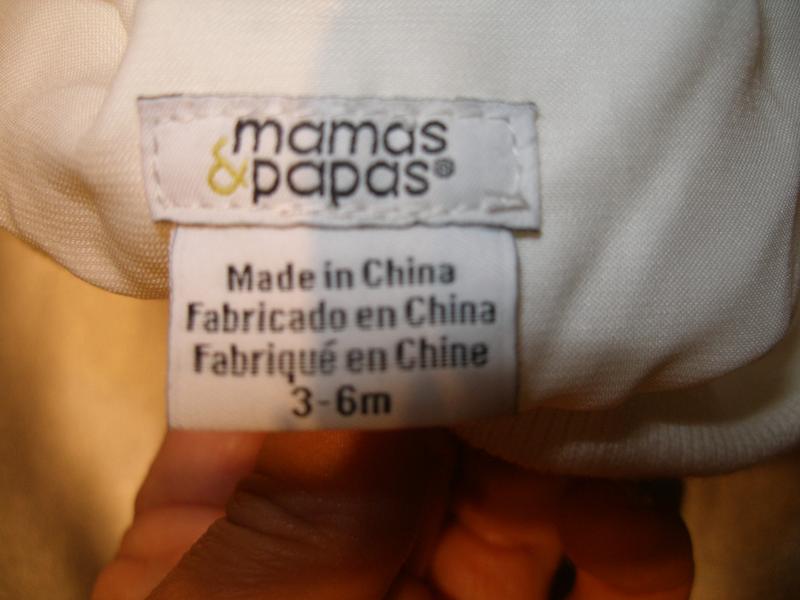 mamas
&papas®
Made in China
Fabricado en China
Fabriqué en Chine
3-6m